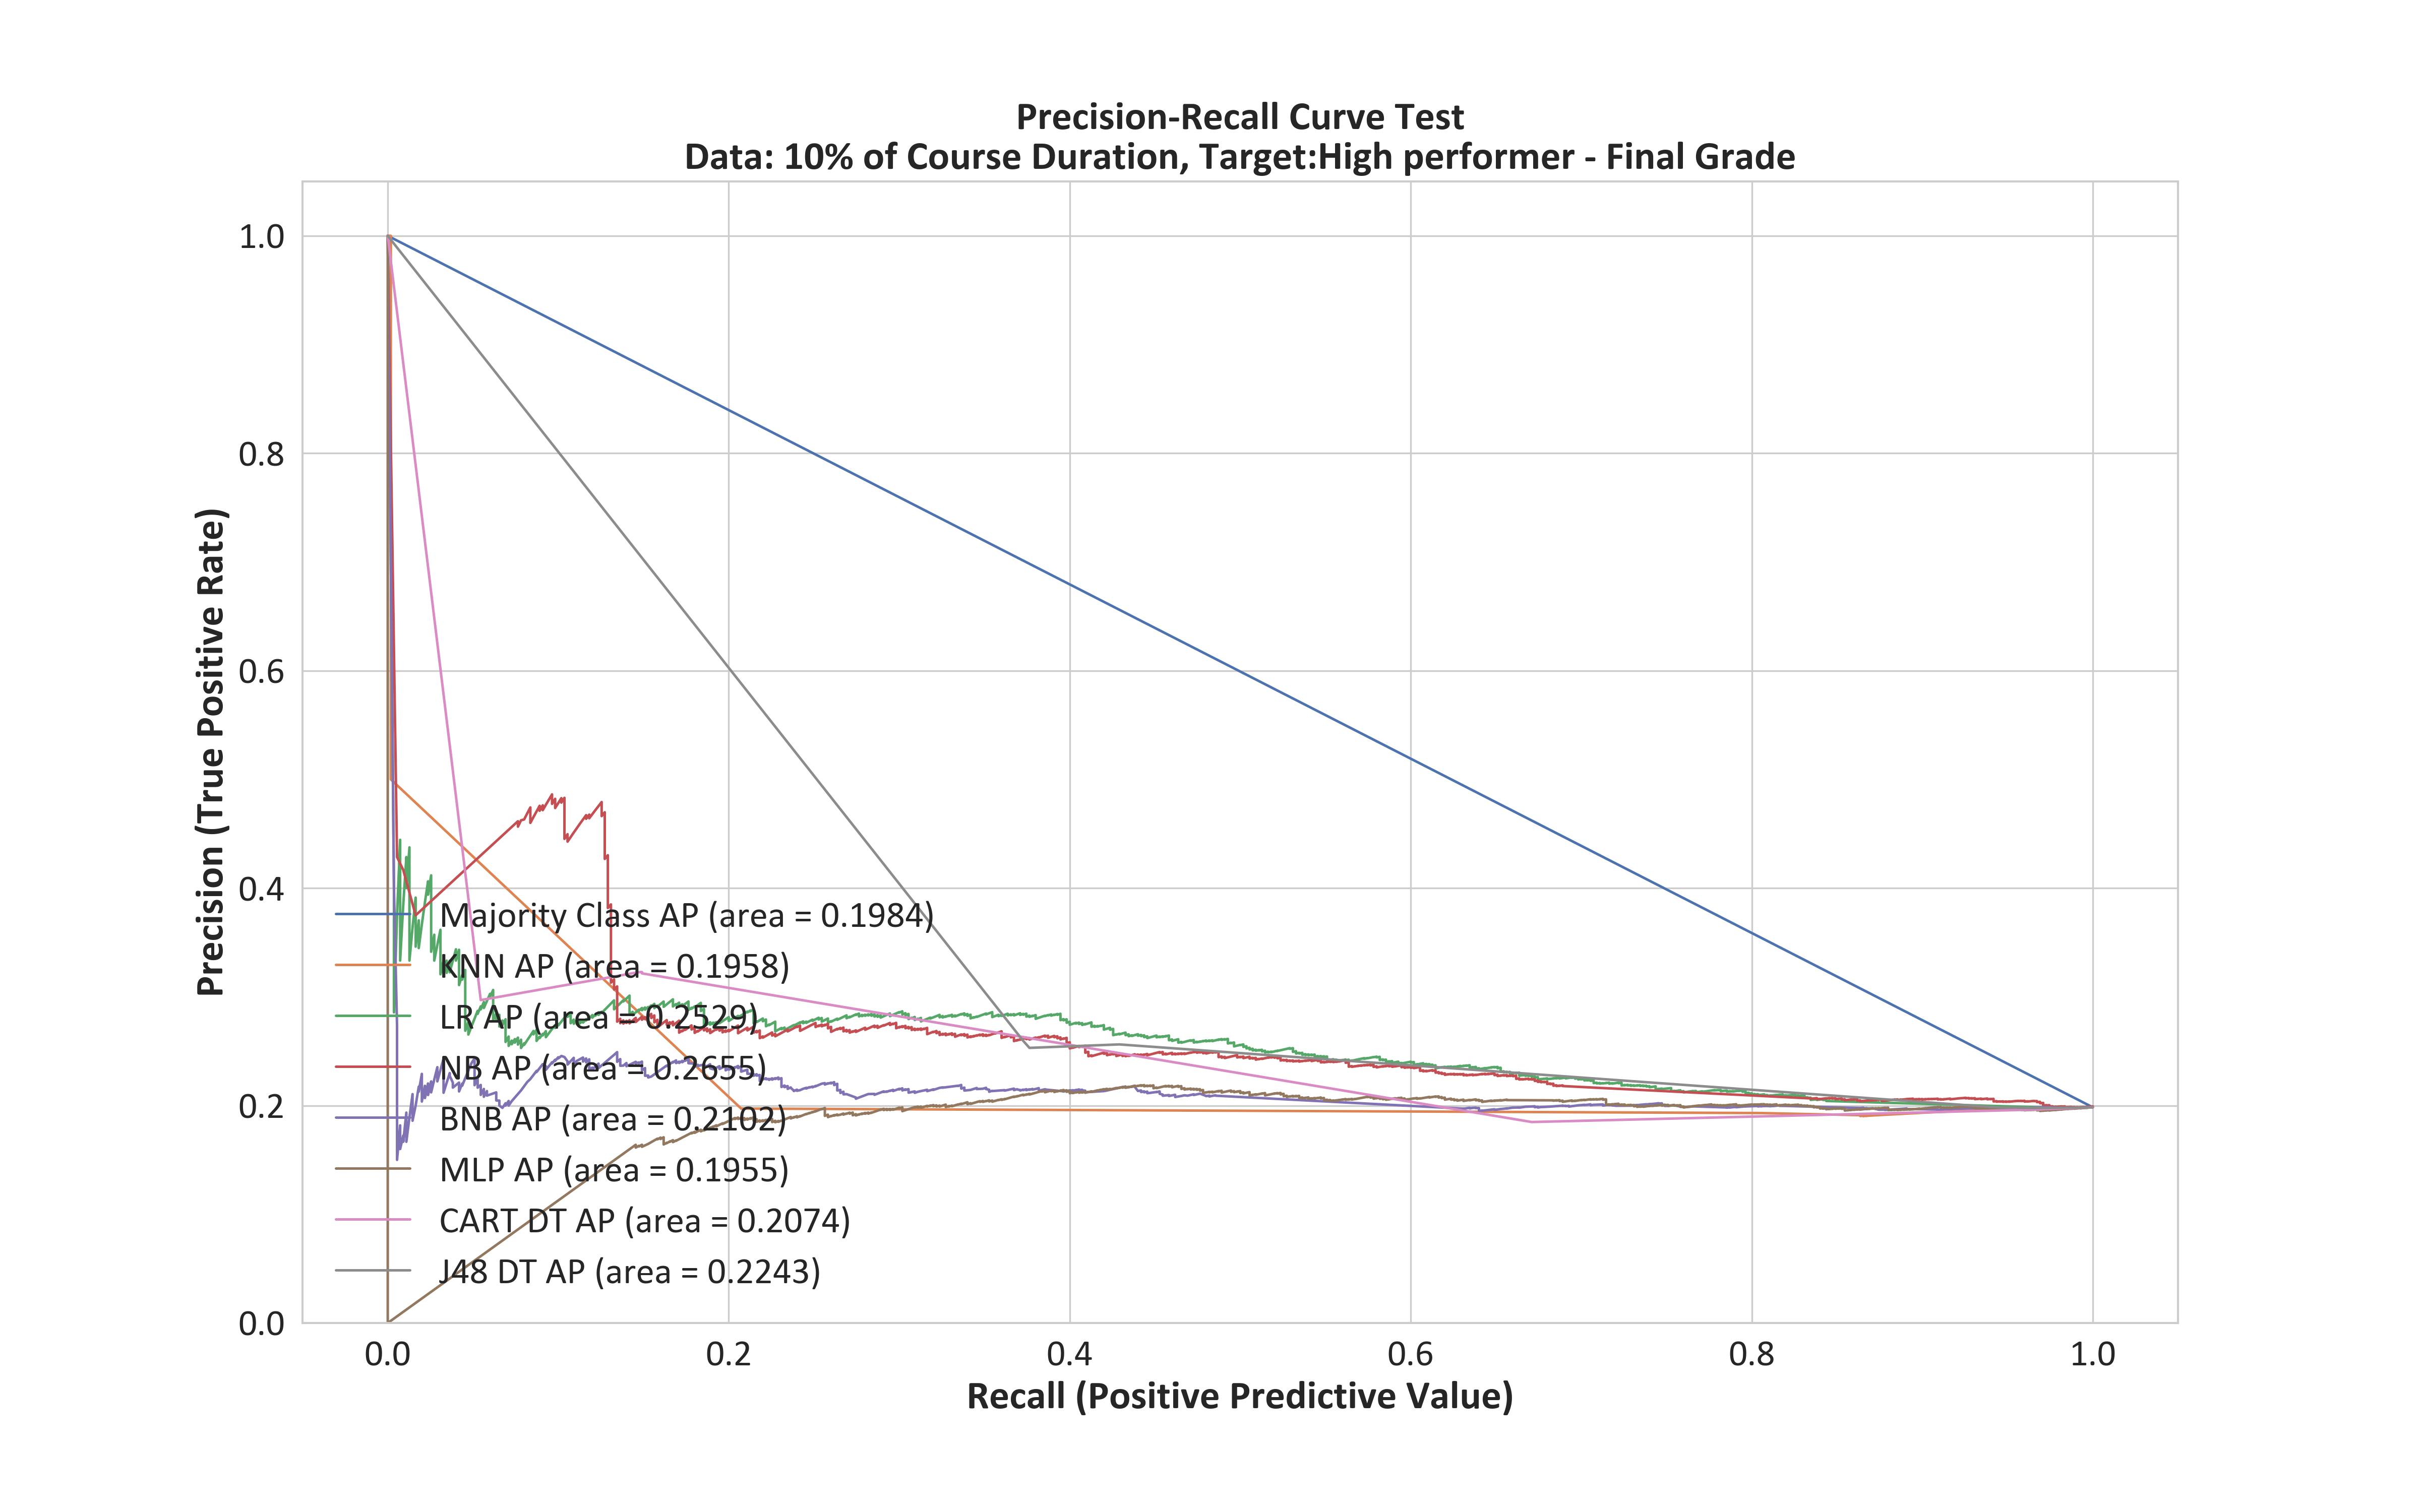 Precision-Recall Curve Test
Data: 10% of Course Duration, Target:High performer - Final Grade
Precision (True Positive Rate)
1.0
0.8
0.6
0.4
0.2
0.0
Majority Class AP (area = 0.1984)
KNN AP (area = 0.1958)
LR AP (area = 0.2529)
NB AP (area = 0.2655)
BNB AP (area = 0.2102)
MLP AP (area = 0.1955)
CART DT AP (area = 0.2074)
J48 DT AP (area = 0.2243)
0.0 0.2 0.4 0.6 0.8 1.0
Recall (Positive Predictive Value)